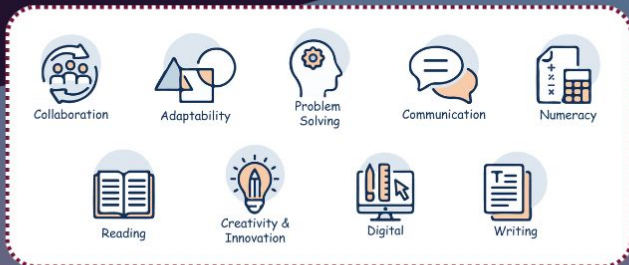 Collaboration
Adaptability
Problem
Solving
Communication
Numeracy
Reading
Creativity &
Innovation
Digital
Writing